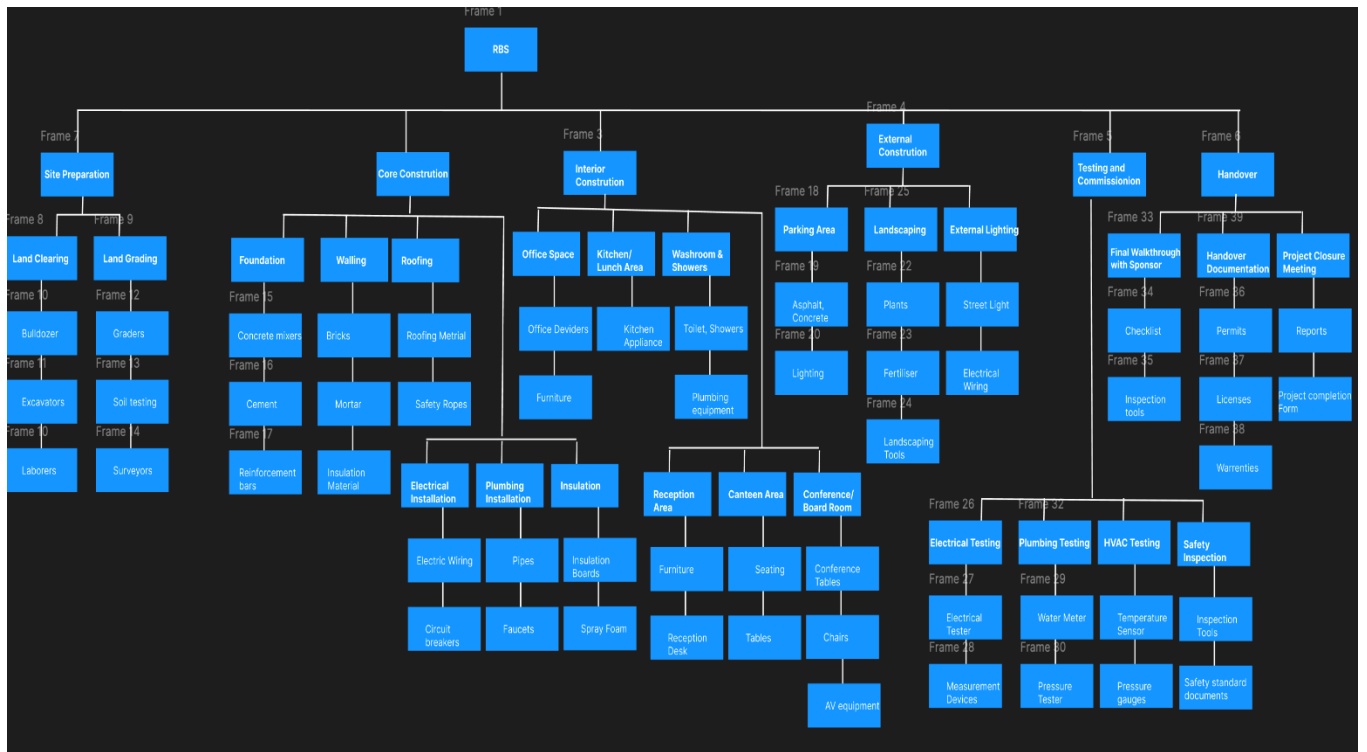 Frame 1
RBS
Frame 7
Site Preparation
Core Constrution
Frame 3
Interior
Constrution
Frame 4
External
Constrution
Frame 5
Testing and
Commissionion
Frame 6
Handover
Frame 8
Land Clearing
Frame 10
Bulldozer
Frame 11
Excavators
Frame 10
Laborers
Frame 9
Land Grading
Frame 12
Graders
Frame 13
Soil testing
Frame 14
Surveyors
Foundation
Frame 15
Concrete mixers
Frame 16
Cement
Frame 17
Reinforcement
bars
Walling
Bricks
Mortar
Insulation
Material
Roofing
Roofing Metrial
Safety Ropes
Electrical
Installation
Electric Wiring
Circuit
breakers
Plumbing
Installation
Pipes
Faucets
Insulation
Insulation
Boards
Spray Foam
Office Space
Office Deviders
Furniture
Kitchen/
Lunch Area
Kitchen
Appliance
Washroom &
Showers
Toilet, Showers
Plumbing
equipment
Reception
Area
Furniture
Reception
Desk
Canteen Area
Seating
Tables
Conference/
Board Room
Conference
Tables
Chairs
AV equipment
Frame 18
Parking Area
Frame 19
Asphalt,
Concrete
Frame 20
Lighting
Frame 25
Landscaping
Frame 22
Plants
Frame 23
Fertiliser
Frame 24
Landscaping
Tools
External Lighting
Street Light
Electrical
Wiring
Frame 26
Electrical Testing
Frame 27
Electrical
Tester
Frame 28
Measurement
Devices
Frame 32
Plumbing Testing
Frame 29
Water Meter
Frame 30
Pressure
Tester
HVAC Testing
Temperature
Sensor
Pressure
gauges
Safety
Inspection
Inspection
Tools
Safety standard
documents
Frame 33
Final Walkthrough
with Sponsor
Frame 34
Checklist
Frame 35
Inspection
tools
Frame 39
Handover
Documentation
Frame 36
Permits
Frame 37
Licenses
Frame 38
Warrenties
Project Closure
Meeting
Reports
Project completion
Form